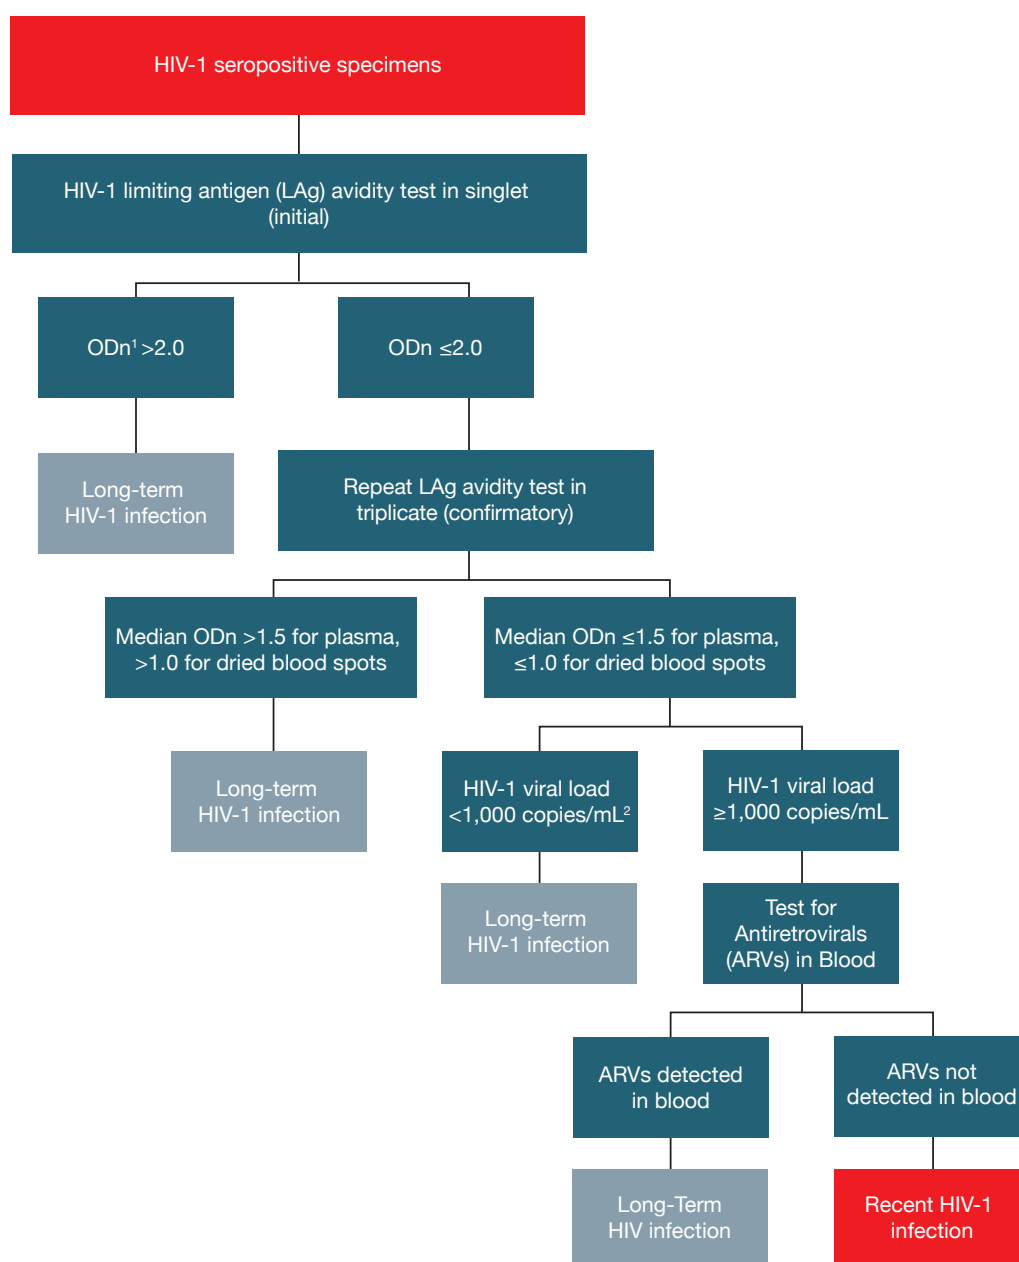 HIV-1 seropositive specimens
HIV-1 limiting antigen (LAg) avidity test in singlet
(initial)
ODn¹ >2.0
ODn ≤2.0
Long-term
HIV-1 infection
Repeat LAg avidity test in
triplicate (confirmatory)
Median ODn >1.5 for plasma,
>1.0 for dried blood spots
Median ODn ≤1.5 for plasma,
≤1.0 for dried blood spots
Long-term
HIV-1 infection
HIV-1 viral load
<1,000 copies/mL²
HIV-1 viral load
≥1,000 copies/mL
Long-term
HIV-1 infection
Test for
Antiretrovirals
(ARVs) in Blood
ARVs detected
in blood
ARVs not
detected in blood
Long-Term
HIV infection
Recent HIV-1
infection